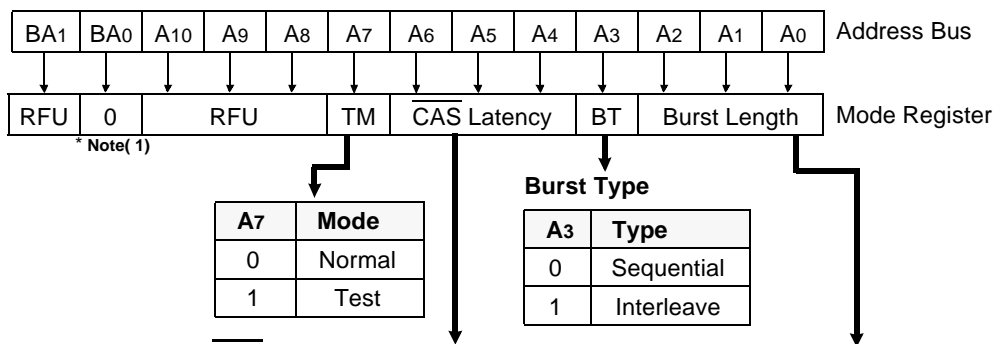 BA1 BA0 A10 A9 A8 A7 A6 A5 A4 A3 A2 A1 A0 Address Bus
RFU 0 RFU TM CAS Latency BT Burst Length Mode Register
* Note( 1)
Burst Type
A7 Mode
0 Normal
1 Test
A3 Type
0 Sequential
1 Interleave